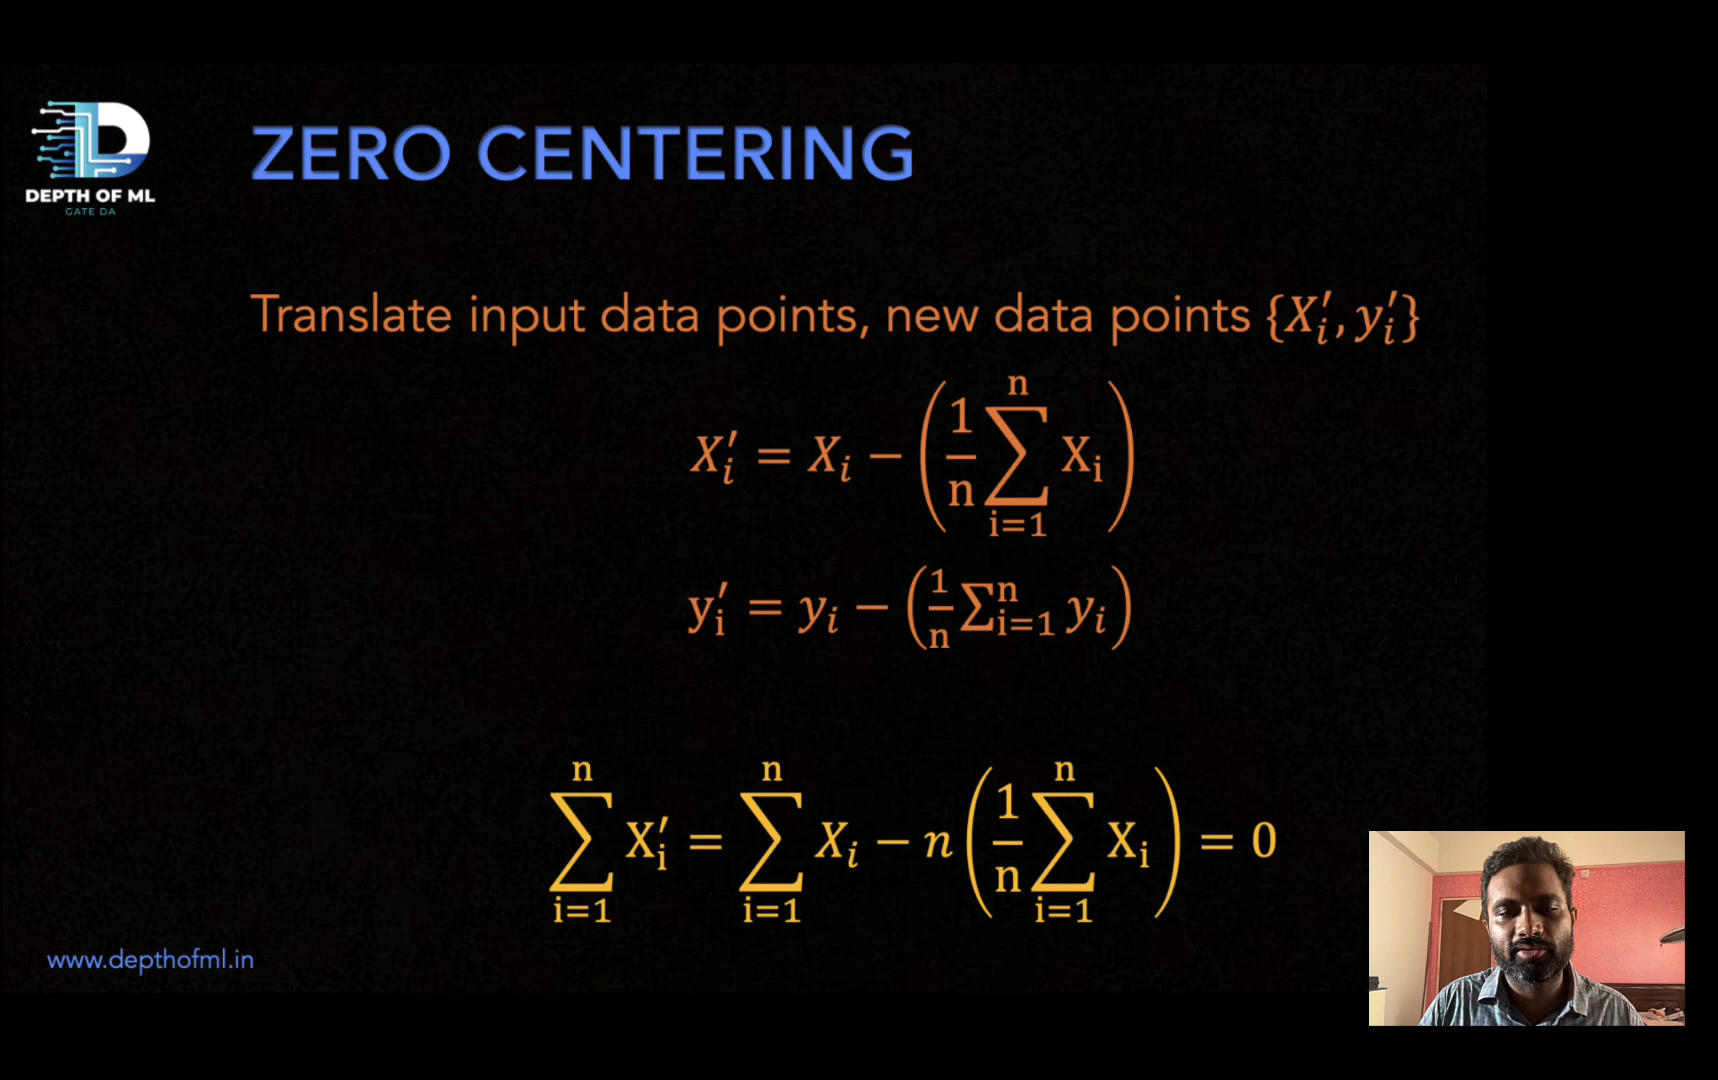 DEPTH OF ML
GATE DA
ZERO CENTERING
Translate input data points, new data points {X′ᵢ, y′ᵢ}
X′ᵢ = Xᵢ − (1/n ∑ⁿᵢ₌₁ Xᵢ)
y′ᵢ = yᵢ − (1/n ∑ⁿᵢ₌₁ yᵢ)
∑ⁿᵢ₌₁ X′ᵢ = ∑ⁿᵢ₌₁ Xᵢ − n (1/n ∑ⁿᵢ₌₁ Xᵢ) = 0
www.depthofml.in